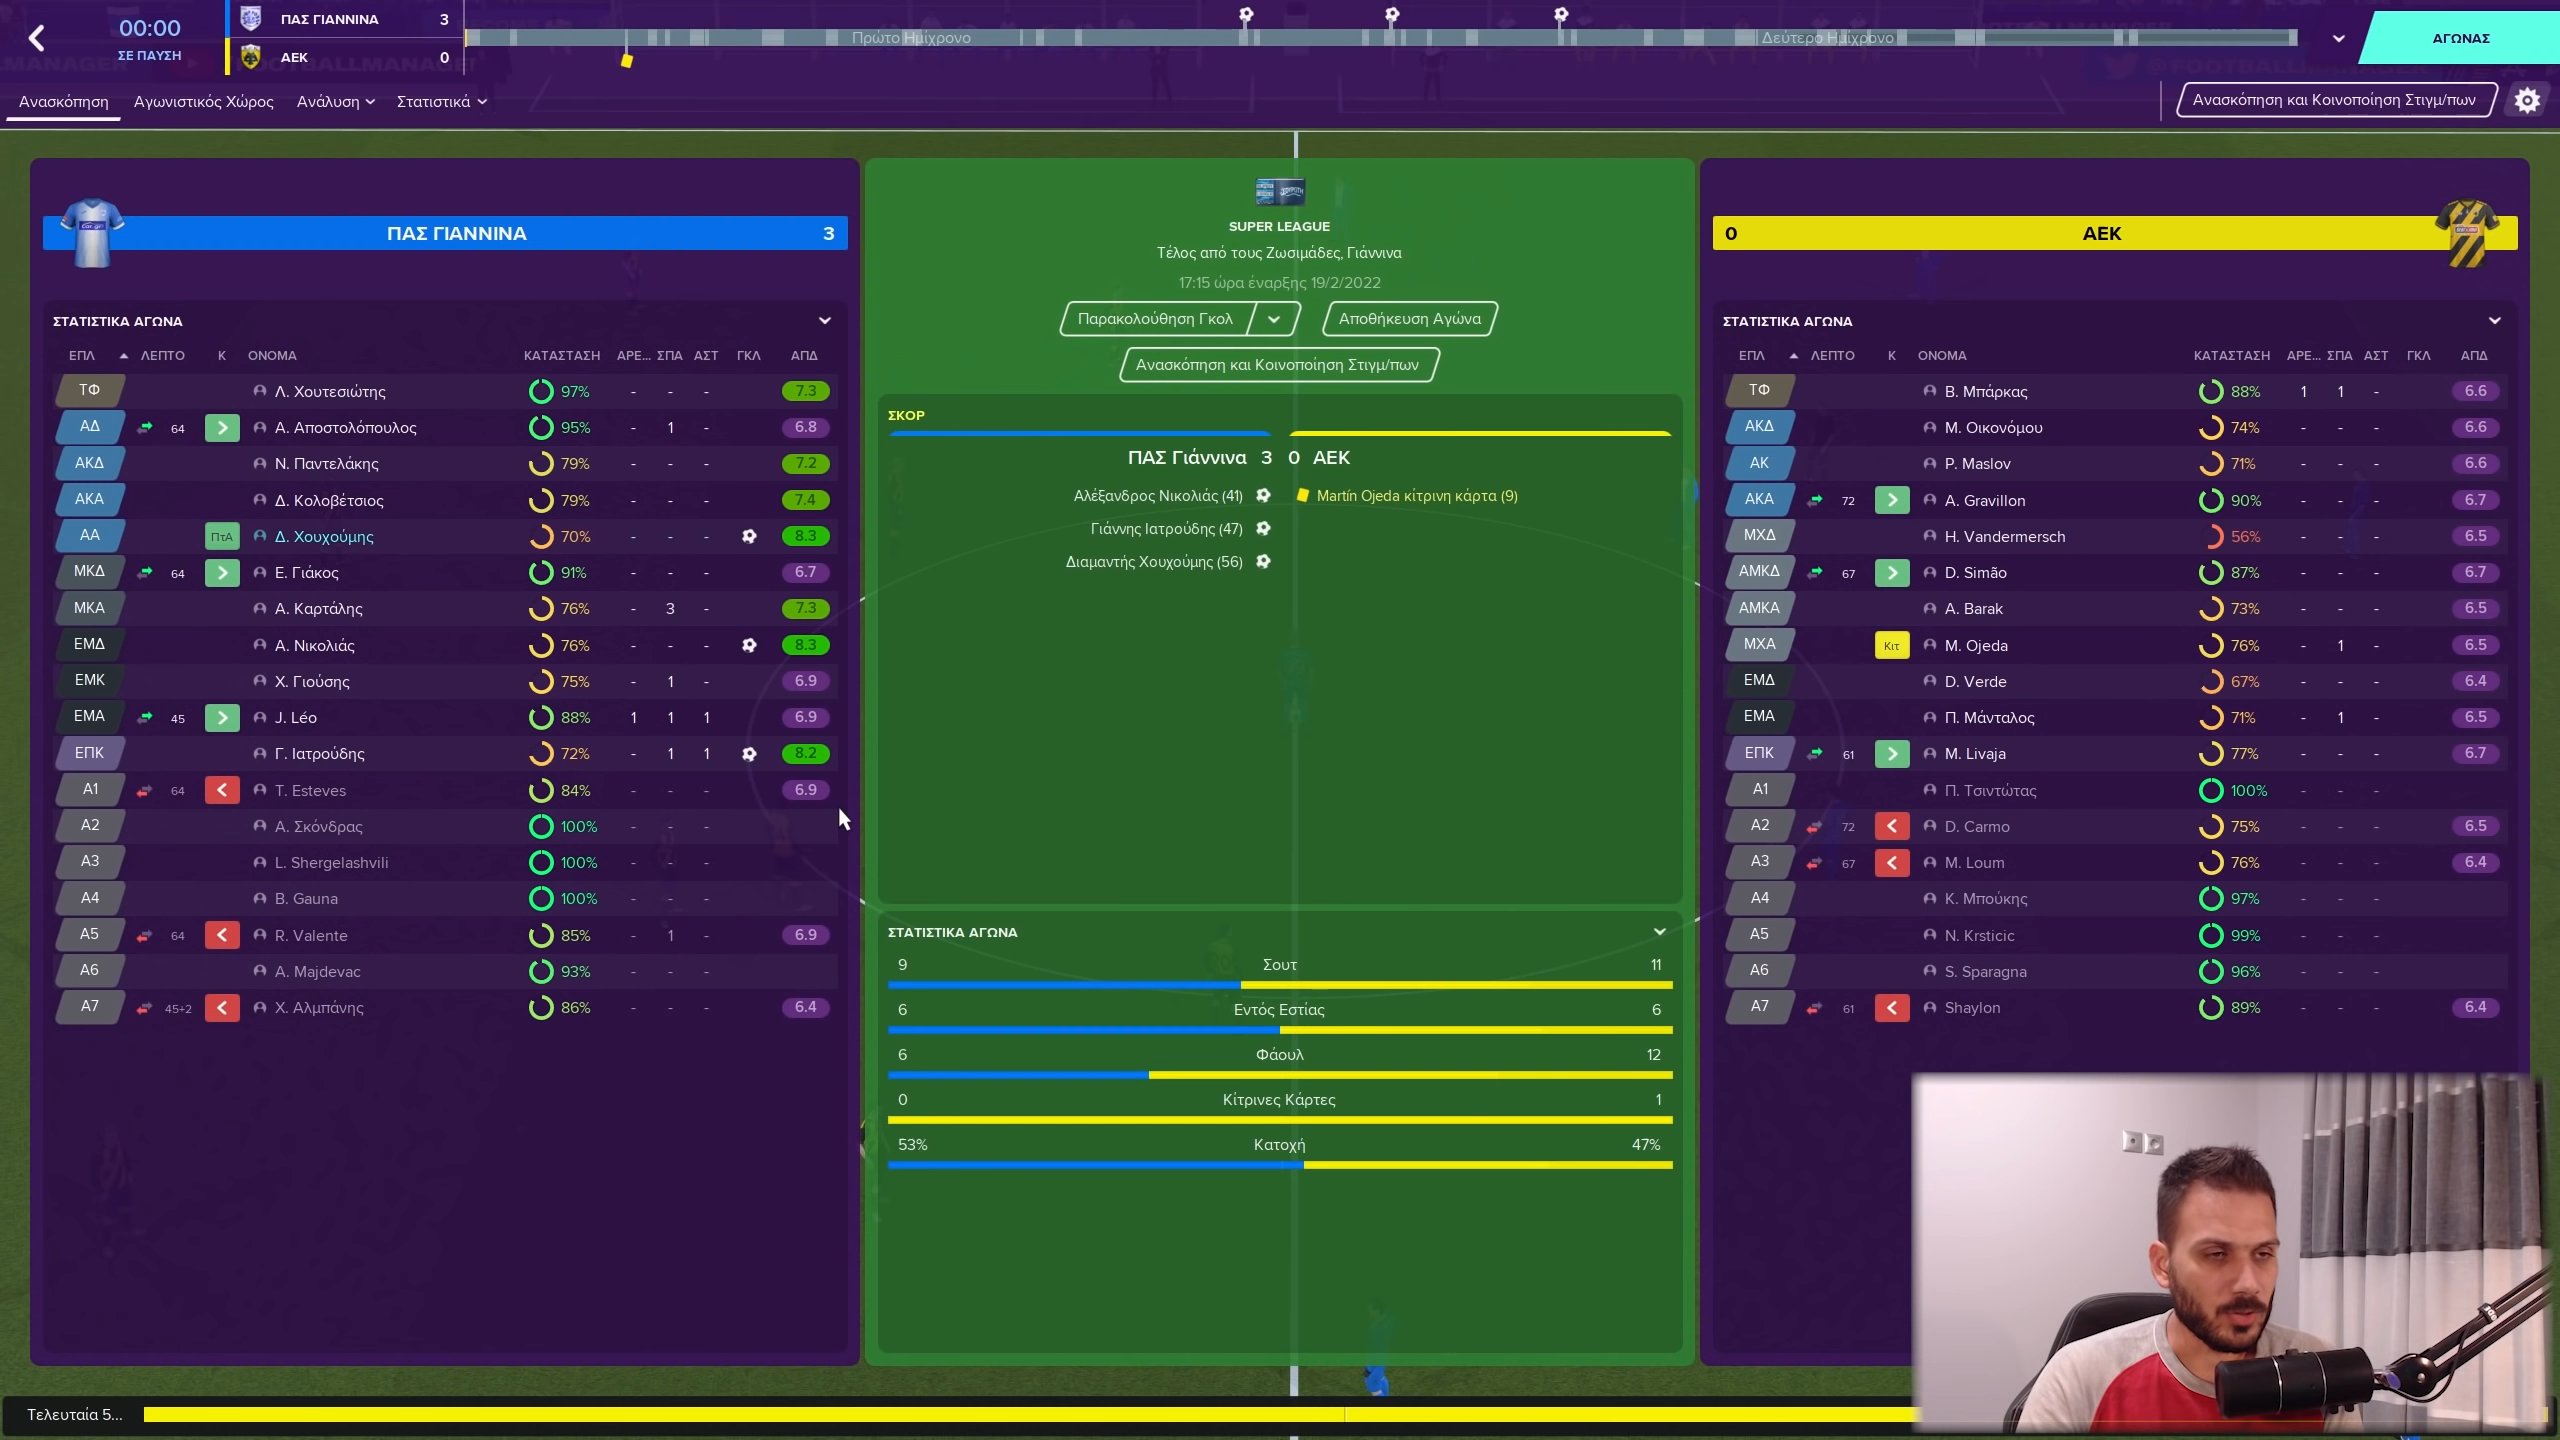 00:00
ΣΕ ΠΑΥΣΗ
ΠΑΣ ΓΙΑΝΝΙΝΑ 3
ΑΕΚ 0
Πρώτο Ημίχρονο
Δεύτερο Ημίχρονο
ΑΓΩΝΑΣ
Ανασκόπηση Αγωνιστικός Χώρος Ανάλυση Στατιστικά
Ανασκόπηση και Κοινοποίηση Στιγμ/πων
ΠΑΣ ΓΙΑΝΝΙΝΑ 3
ΣΤΑΤΙΣΤΙΚΑ ΑΓΩΝΑ
ΕΠΛ ΛΕΠΤΟ Κ ΟΝΟΜΑ ΚΑΤΑΣΤΑΣΗ ΑΡΕ... ΣΠΑ ΑΣΤ ΓΚΛ ΑΠΔ
ΤΦ Λ. Χουτεσιώτης 97% - - - 7.3
ΑΔ 64 Α. Αποστολόπουλος 95% - 1 - 6.8
ΑΚΔ Ν. Παντελάκης 79% - - - 7.2
ΑΚΑ Δ. Κολοβέτσιος 79% - - - 7.4
ΑΑ ΠτΑ Δ. Χουχούμης 70% - - - 8.3
ΜΚΔ 64 Ε. Γιάκος 91% - - - 6.7
ΜΚΑ Α. Καρτάλης 76% - 3 - 7.3
ΕΜΔ Α. Νικολιάς 76% - - - 8.3
ΕΜΚ Χ. Γιούσης 75% - 1 - 6.9
ΕΜΑ 45 J. Léo 88% 1 1 1 6.9
ΕΠΚ Γ. Ιατρούδης 72% - 1 1 8.2
Α1 64 T. Esteves 84% - - - 6.9
Α2 Α. Σκόνδρας 100% - - -
Α3 L. Shergelashvili 100% - - -
Α4 B. Gauna 100% - - -
Α5 64 R. Valente 85% - 1 - 6.9
Α6 A. Majdevac 93% - - -
Α7 45+2 Χ. Αλμπάνης 86% - - - 6.4
SUPER LEAGUE
Τέλος από τους Ζωσιμάδες, Γιάννινα
17:15 ώρα έναρξης 19/2/2022
Παρακολούθηση Γκολ
Αποθήκευση Αγώνα
Ανασκόπηση και Κοινοποίηση Στιγμ/πων
ΣΚΟΡ
ΠΑΣ Γιάννινα 3 0 ΑΕΚ
Αλέξανδρος Νικολιάς (41) Martín Ojeda κίτρινη κάρτα (9)
Γιάννης Ιατρούδης (47)
Διαμαντής Χουχούμης (56)
ΣΤΑΤΙΣΤΙΚΑ ΑΓΩΝΑ
9 Σουτ 11
6 Εντός Εστίας 6
6 Φάουλ 12
0 Κίτρινες Κάρτες 1
53% Κατοχή 47%
0 ΑΕΚ
ΣΤΑΤΙΣΤΙΚΑ ΑΓΩΝΑ
ΕΠΛ ΛΕΠΤΟ Κ ΟΝΟΜΑ ΚΑΤΑΣΤΑΣΗ ΑΡΕ... ΣΠΑ ΑΣΤ ΓΚΛ ΑΠΔ
ΤΦ Β. Μπάρκας 88% 1 1 - 6.6
ΑΚΔ Μ. Οικονόμου 74% - - - 6.6
ΑΚ P. Maslov 71% - - - 6.6
ΑΚΑ 72 A. Gravillon 90% - - - 6.7
ΜΧΔ H. Vandermersch 56% - - - 6.5
ΑΜΚΔ 67 D. Simão 87% - - - 6.7
ΑΜΚΑ A. Barak 73% - - - 6.5
ΜΧΑ Κιτ M. Ojeda 76% - 1 - 6.5
ΕΜΔ D. Verde 67% - - - 6.4
ΕΜΑ Π. Μάνταλος 71% - 1 - 6.5
ΕΠΚ 61 M. Livaja 77% - - - 6.7
Α1 Π. Τσιντώτας 100% - - -
Α2 72 D. Carmo 75% - - - 6.5
Α3 67 M. Loum 76% - - - 6.4
Α4 Κ. Μπούκης 97% - - -
Α5 N. Krsticic 99% - - -
Α6 S. Sparagna 96% - - -
Α7 61 Shaylon 89% - - - 6.4
Τελευταία 5...